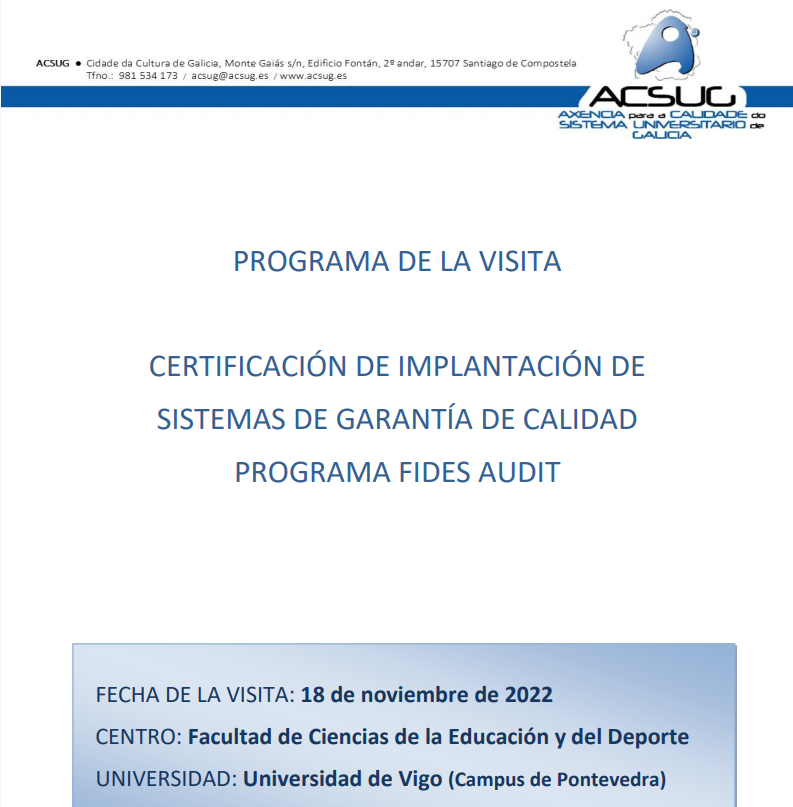 ACSUG ● Cidade da Cultura de Galicia, Monte Gaiás s/n, Edificio Fontán, 2º andar, 15707 Santiago de Compostela
Tfno.: 981 534 173 / acsug@acsug.es / www.acsug.es
ACSUG
AXENCIA para a CALIDADE do
SISTEMA UNIVERSITARIO de
GALICIA
PROGRAMA DE LA VISITA
CERTIFICACIÓN DE IMPLANTACIÓN DE
SISTEMAS DE GARANTÍA DE CALIDAD
PROGRAMA FIDES AUDIT
FECHA DE LA VISITA: 18 de noviembre de 2022
CENTRO: Facultad de Ciencias de la Educación y del Deporte
UNIVERSIDAD: Universidad de Vigo (Campus de Pontevedra)